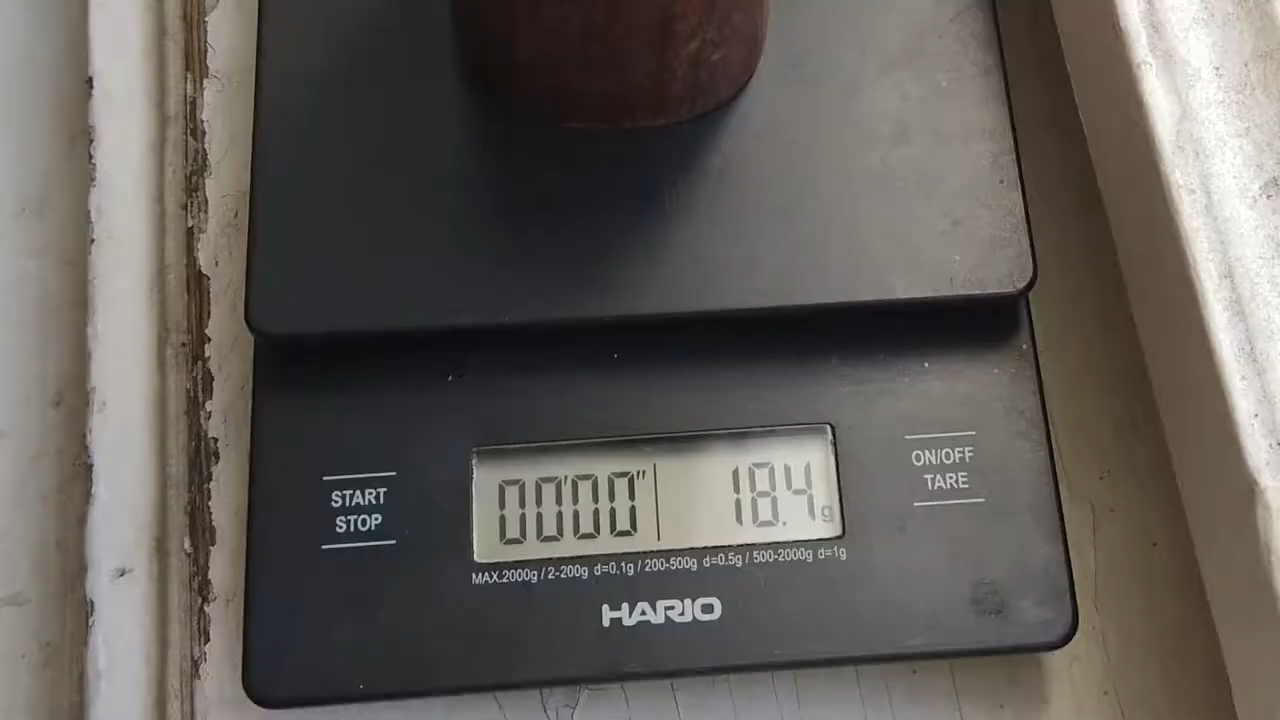 START
STOP
00'00" 18.4g
ON/OFF
TARE
MAX.2000g / 2-200g d=0.1g / 200-500g d=0.5g / 500-2000g d=1g
HARIO